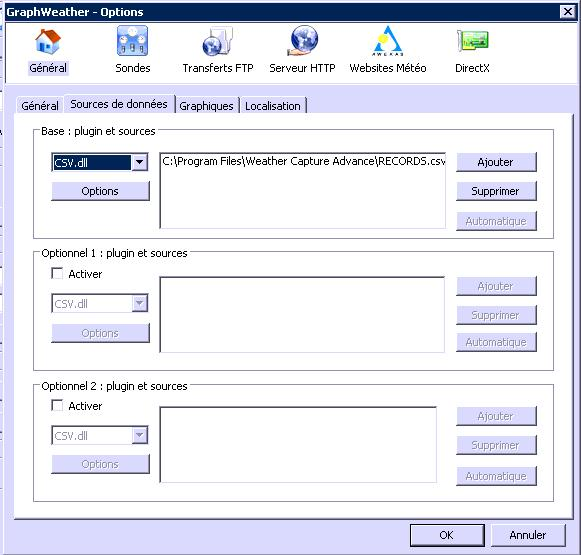 GraphWeather - Options
Général
Sondes
Transferts FTP
Serveur HTTP
AWEKAS
Websites Météo
DirectX
Général
Sources de données
Graphiques
Localisation
Base : plugin et sources
CSV.dll
C:\Program Files\Weather Capture Advance\RECORDS.csv
Ajouter
Options
Supprimer
Automatique
Optionnel 1 : plugin et sources
Activer
Ajouter
CSV.dll
Supprimer
Options
Automatique
Optionnel 2 : plugin et sources
Activer
Ajouter
CSV.dll
Supprimer
Options
Automatique
OK
Annuler